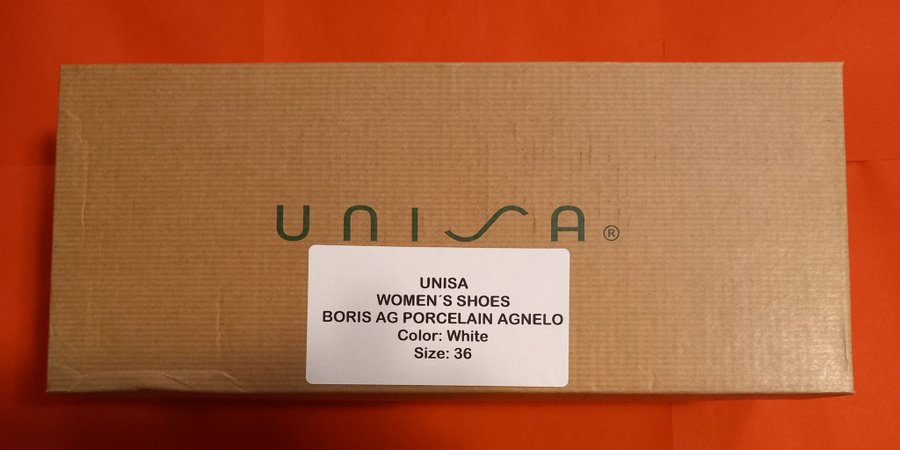 UNISA®
UNISA
WOMEN´S SHOES
BORIS AG PORCELAIN AGNELO
Color: White
Size: 36